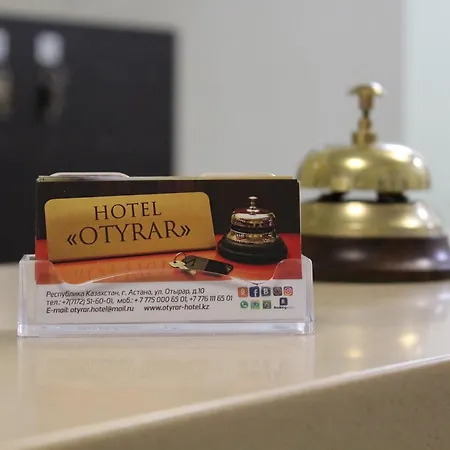 HOTEL
«OTYRAR»
Республика Казахстан, г. Астана, ул. Отырар, д.10
тел.: +7(7172) 51-60-01, моб.: + 7 775 000 65 01, +7 776 111 65 01
E-mail: otyrar.hotel@mail.ru www.otyrar-hotel.kz